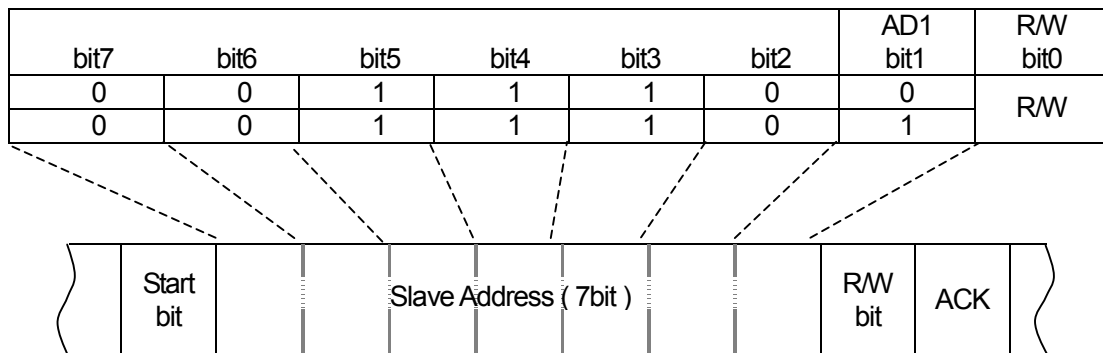 AD1 R/W
bit7 bit6 bit5 bit4 bit3 bit2 bit1 bit0
0 0 1 1 1 0 0
R/W
0 0 1 1 1 0 1
Start bit
Slave Address ( 7bit )
R/W bit
ACK